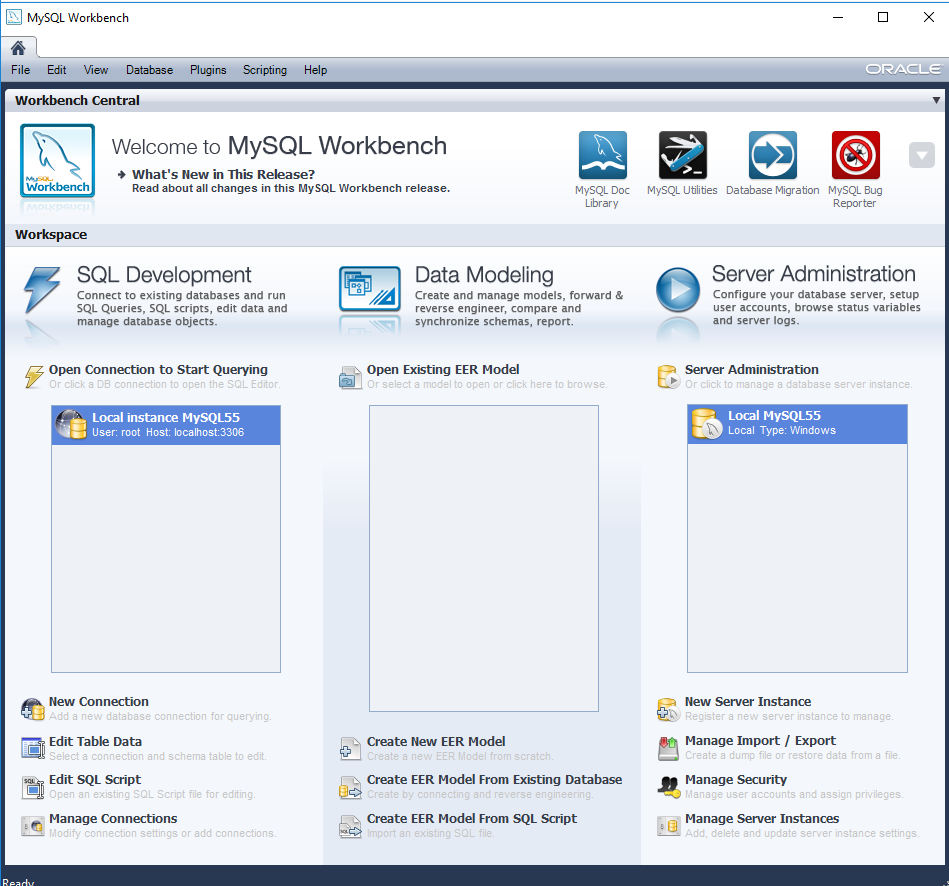 MySQL Workbench
File Edit View Database Plugins Scripting Help
ORACLE
Workbench Central
MySQL
Workbench
Welcome to MySQL Workbench
What's New in This Release?
Read about all changes in this MySQL Workbench release.
MySQL Doc
Library
MySQL Utilities
Database Migration
MySQL Bug
Reporter
Workspace
SQL Development
Connect to existing databases and run
SQL Queries, SQL scripts, edit data and
manage database objects.
Open Connection to Start Querying
Or click a DB connection to open the SQL Editor.
Local instance MySQL55
User: root Host: localhost:3306
New Connection
Add a new database connection for querying.
Edit Table Data
Select a connection and schema table to edit.
SQL
Edit SQL Script
Open an existing SQL Script file for editing.
Manage Connections
Modify connection settings or add connections.
Data Modeling
Create and manage models, forward &
reverse engineer, compare and
synchronize schemas, report.
Open Existing EER Model
Or select a model to open or click here to browse.
Create New EER Model
Create a new EER Model from scratch.
Create EER Model From Existing Database
Create by connecting and reverse engineering.
SQL
Create EER Model From SQL Script
Import an existing SQL file.
Server Administration
Configure your database server, setup
user accounts, browse status variables
and server logs.
Server Administration
Or click to manage a database server instance.
Local MySQL55
Local Type: Windows
New Server Instance
Register a new server instance to manage.
Manage Import / Export
Create a dump file or restore data from a file.
Manage Security
Manage user accounts and assign privileges.
Manage Server Instances
Add, delete and update server instance settings.
Ready